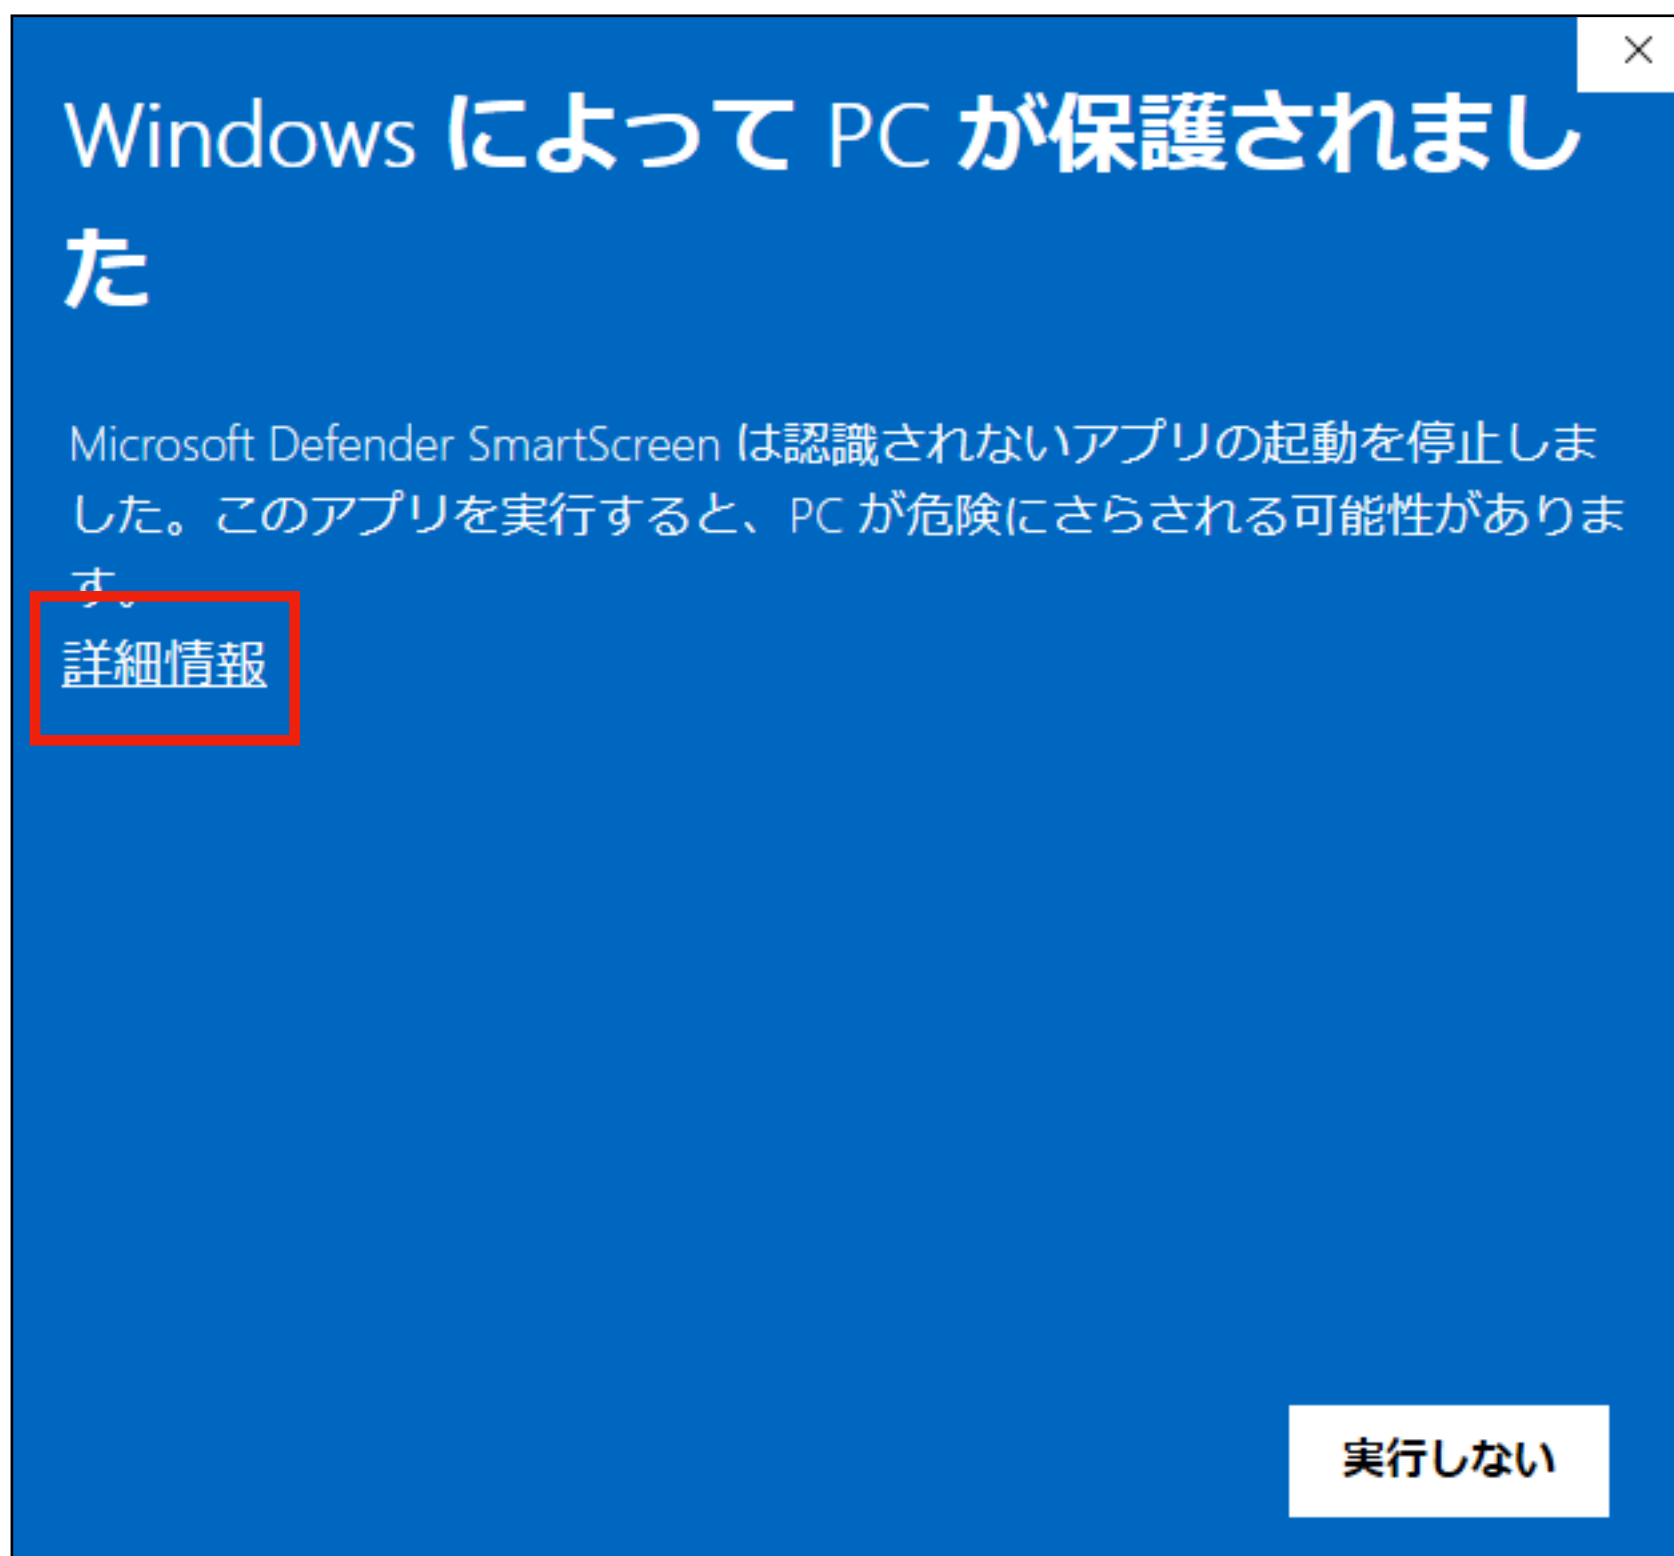 Windows によって PC が保護されまし
た
Microsoft Defender SmartScreen は認識されないアプリの起動を停止しま
した。このアプリを実行すると、PC が危険にさらされる可能性がありま
す。
詳細情報
実行しない